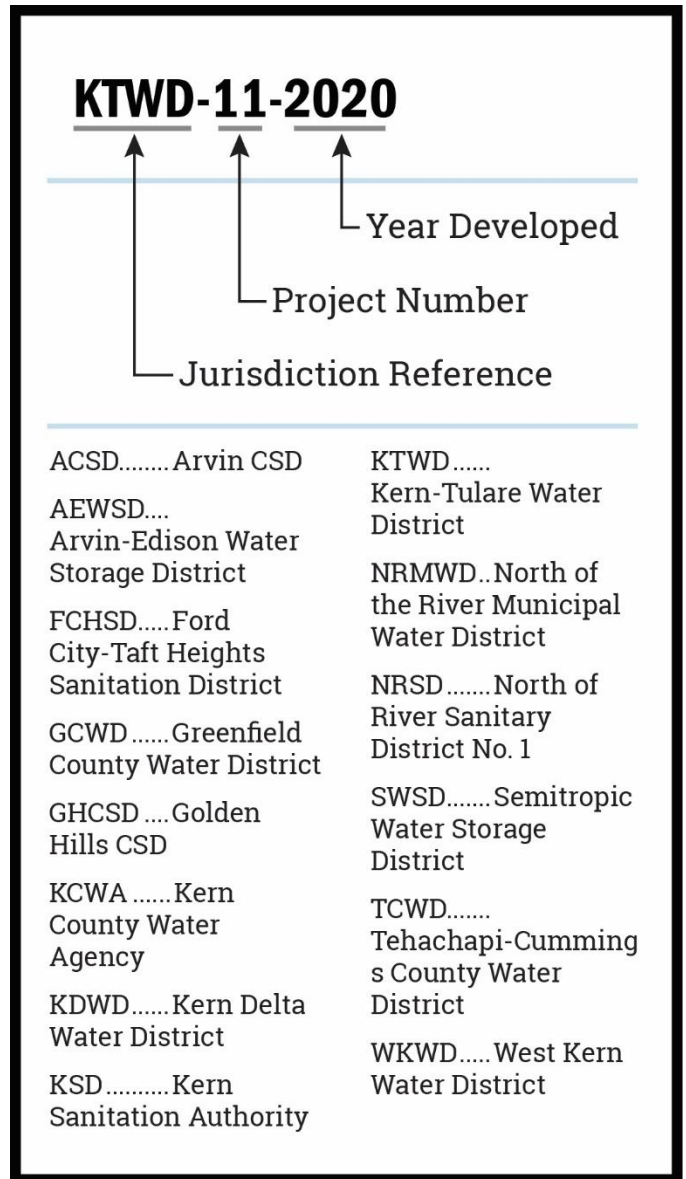 KTWD-11-2020
Year Developed
Project Number
Jurisdiction Reference
ACSD........Arvin CSD
AEWSD....
Arvin-Edison Water
Storage District
FCHSD.....Ford
City-Taft Heights
Sanitation District
GCWD ......Greenfield
County Water District
GHCSD ....Golden
Hills CSD
KCWA ......Kern
County Water
Agency
KDWD......Kern Delta
Water District
KSD..........Kern
Sanitation Authority
KTWD......
Kern-Tulare Water
District
NRMWD..North of
the River Municipal
Water District
NRSD .......North of
River Sanitary
District No. 1
SWSD.......Semitropic
Water Storage
District
TCWD.......
Tehachapi-Cumming
s County Water
District
WKWD.....West Kern
Water District